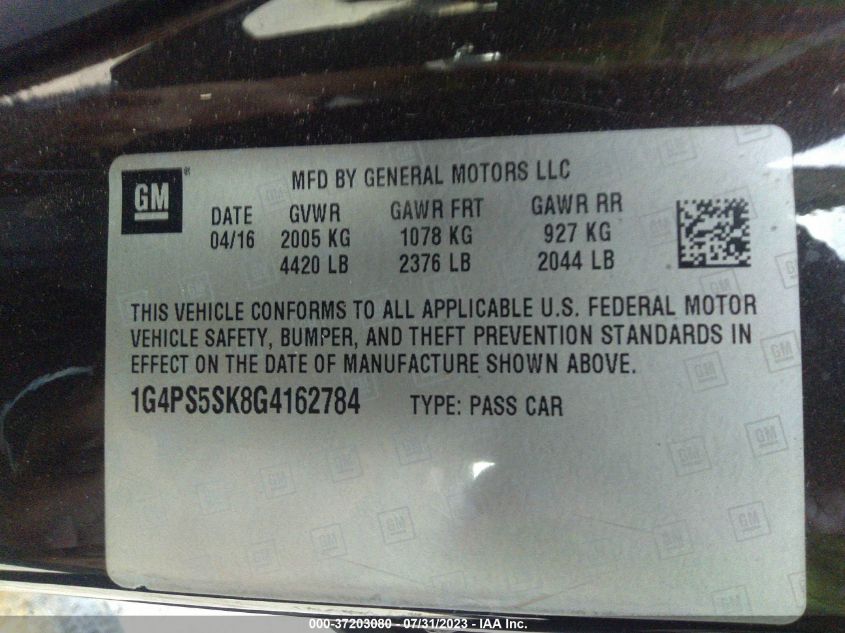 GM
MFD BY GENERAL MOTORS LLC
DATE GVWR GAWR FRT GAWR RR
04/16 2005 KG 1078 KG 927 KG
4420 LB 2376 LB 2044 LB
THIS VEHICLE CONFORMS TO ALL APPLICABLE U.S. FEDERAL MOTOR
VEHICLE SAFETY, BUMPER, AND THEFT PREVENTION STANDARDS IN
EFFECT ON THE DATE OF MANUFACTURE SHOWN ABOVE.
1G4PS5SK8G4162784 TYPE: PASS CAR
000-37203080 - 07/31/2023 - IAA Inc.